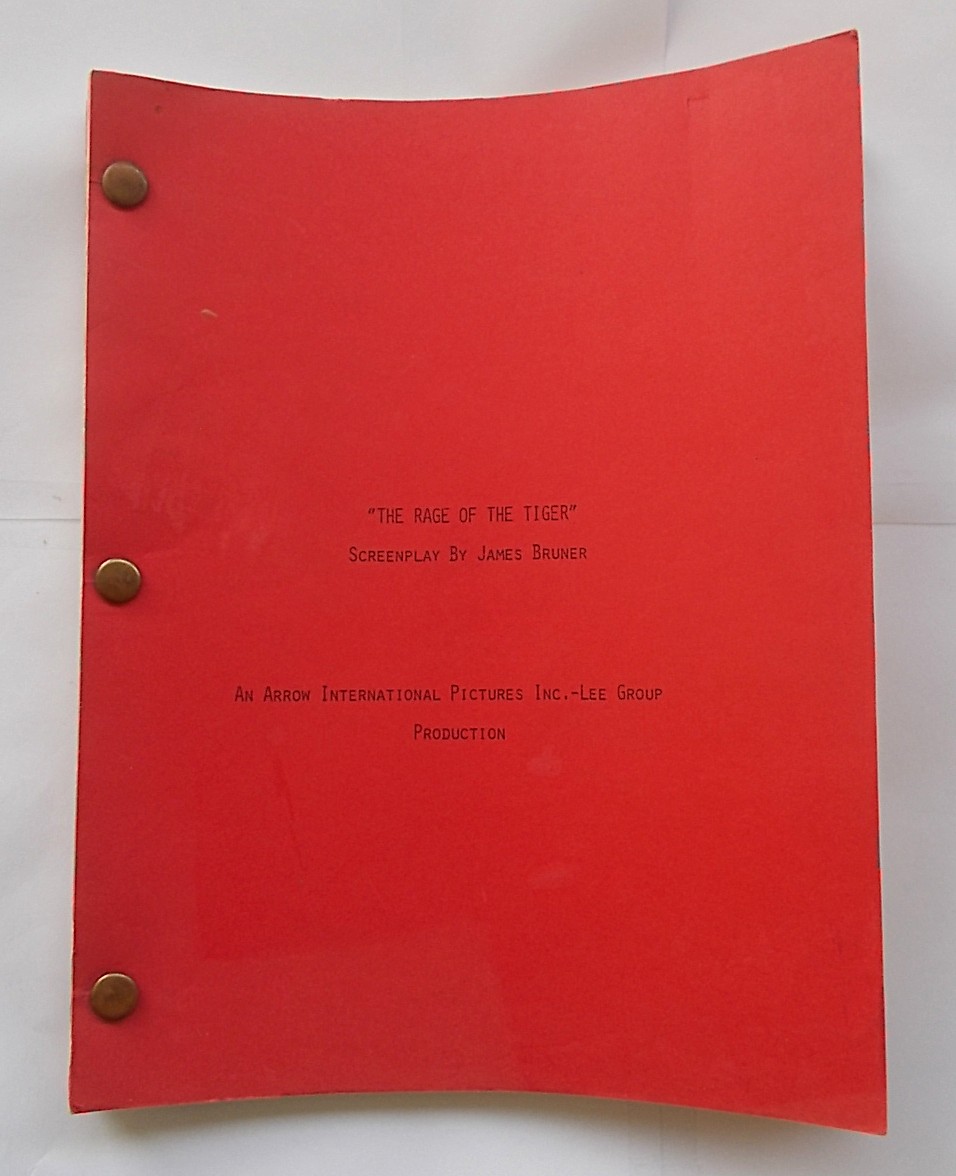 "THE RAGE OF THE TIGER"
SCREENPLAY BY JAMES BRUNER
AN ARROW INTERNATIONAL PICTURES INC.-LEE GROUP
PRODUCTION